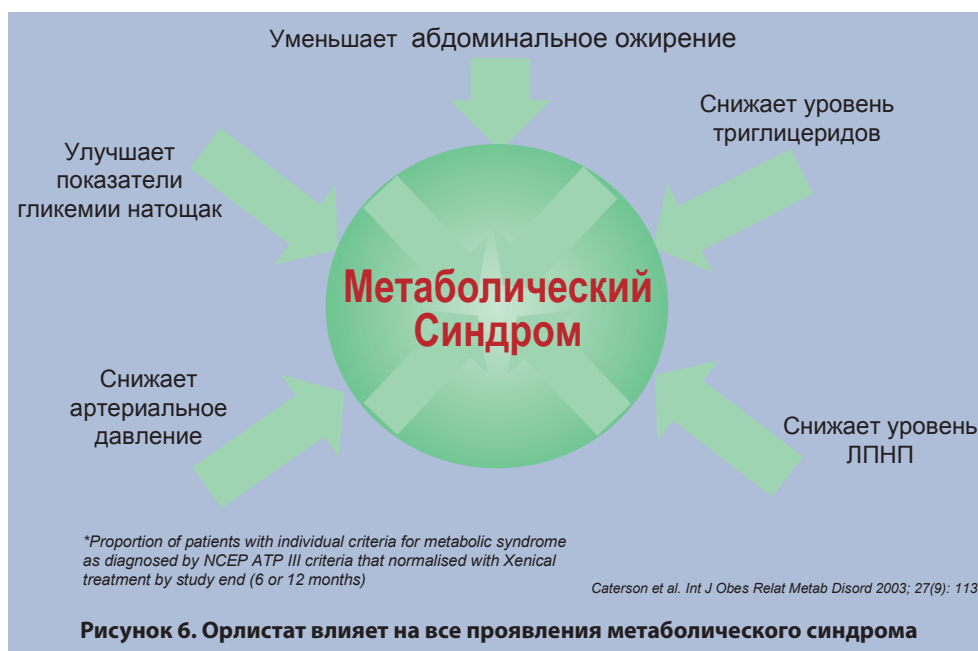 Уменьшает абдоминальное ожирение
Снижает уровень
триглицеридов
Улучшает
показатели
гликемии натощак
Метаболический
Синдром
Снижает
артериальное
давление
Снижает уровень
ЛПНП
*Proportion of patients with individual criteria for metabolic syndrome
as diagnosed by NCEP ATP III criteria that normalised with Xenical
treatment by study end (6 or 12 months)
Caterson et al. Int J Obes Relat Metab Disord 2003; 27(9): 113
Рисунок 6. Орлистат влияет на все проявления метаболического синдрома